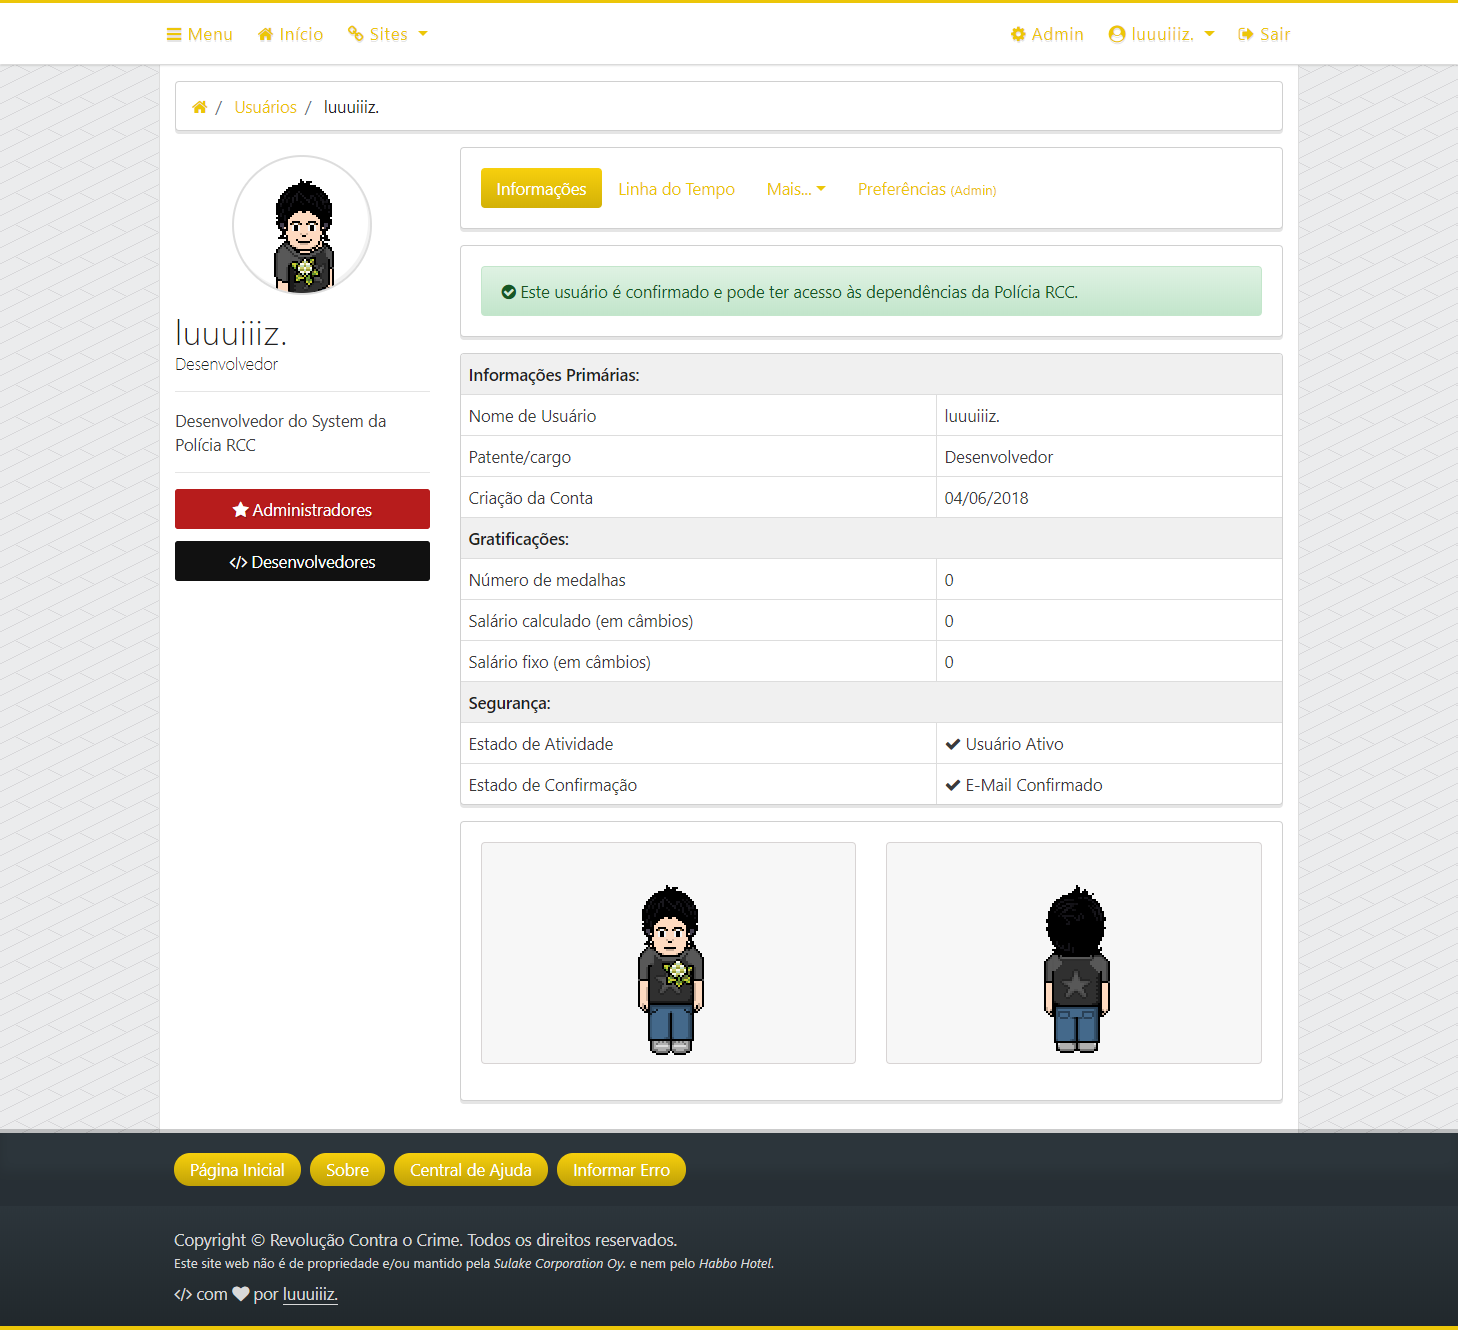 Menu Início Sites Admin luuuiiiz. Sair
/ Usuários / luuuiiiz.
Informações Linha do Tempo Mais... Preferências (Admin)
Este usuário é confirmado e pode ter acesso às dependências da Polícia RCC.
luuuiiiz.
Desenvolvedor
Desenvolvedor do System da
Polícia RCC
Administradores
Desenvolvedores
Informações Primárias:
Nome de Usuário luuuiiiz.
Patente/cargo Desenvolvedor
Criação da Conta 04/06/2018
Gratificações:
Número de medalhas 0
Salário calculado (em câmbios) 0
Salário fixo (em câmbios) 0
Segurança:
Estado de Atividade Usuário Ativo
Estado de Confirmação E-Mail Confirmado
Página Inicial Sobre Central de Ajuda Informar Erro
Copyright © Revolução Contra o Crime. Todos os direitos reservados.
Este site web não é de propriedade e/ou mantido pela Sulake Corporation Oy. e nem pelo Habbo Hotel.
</> com ♥ por luuuiiiz.